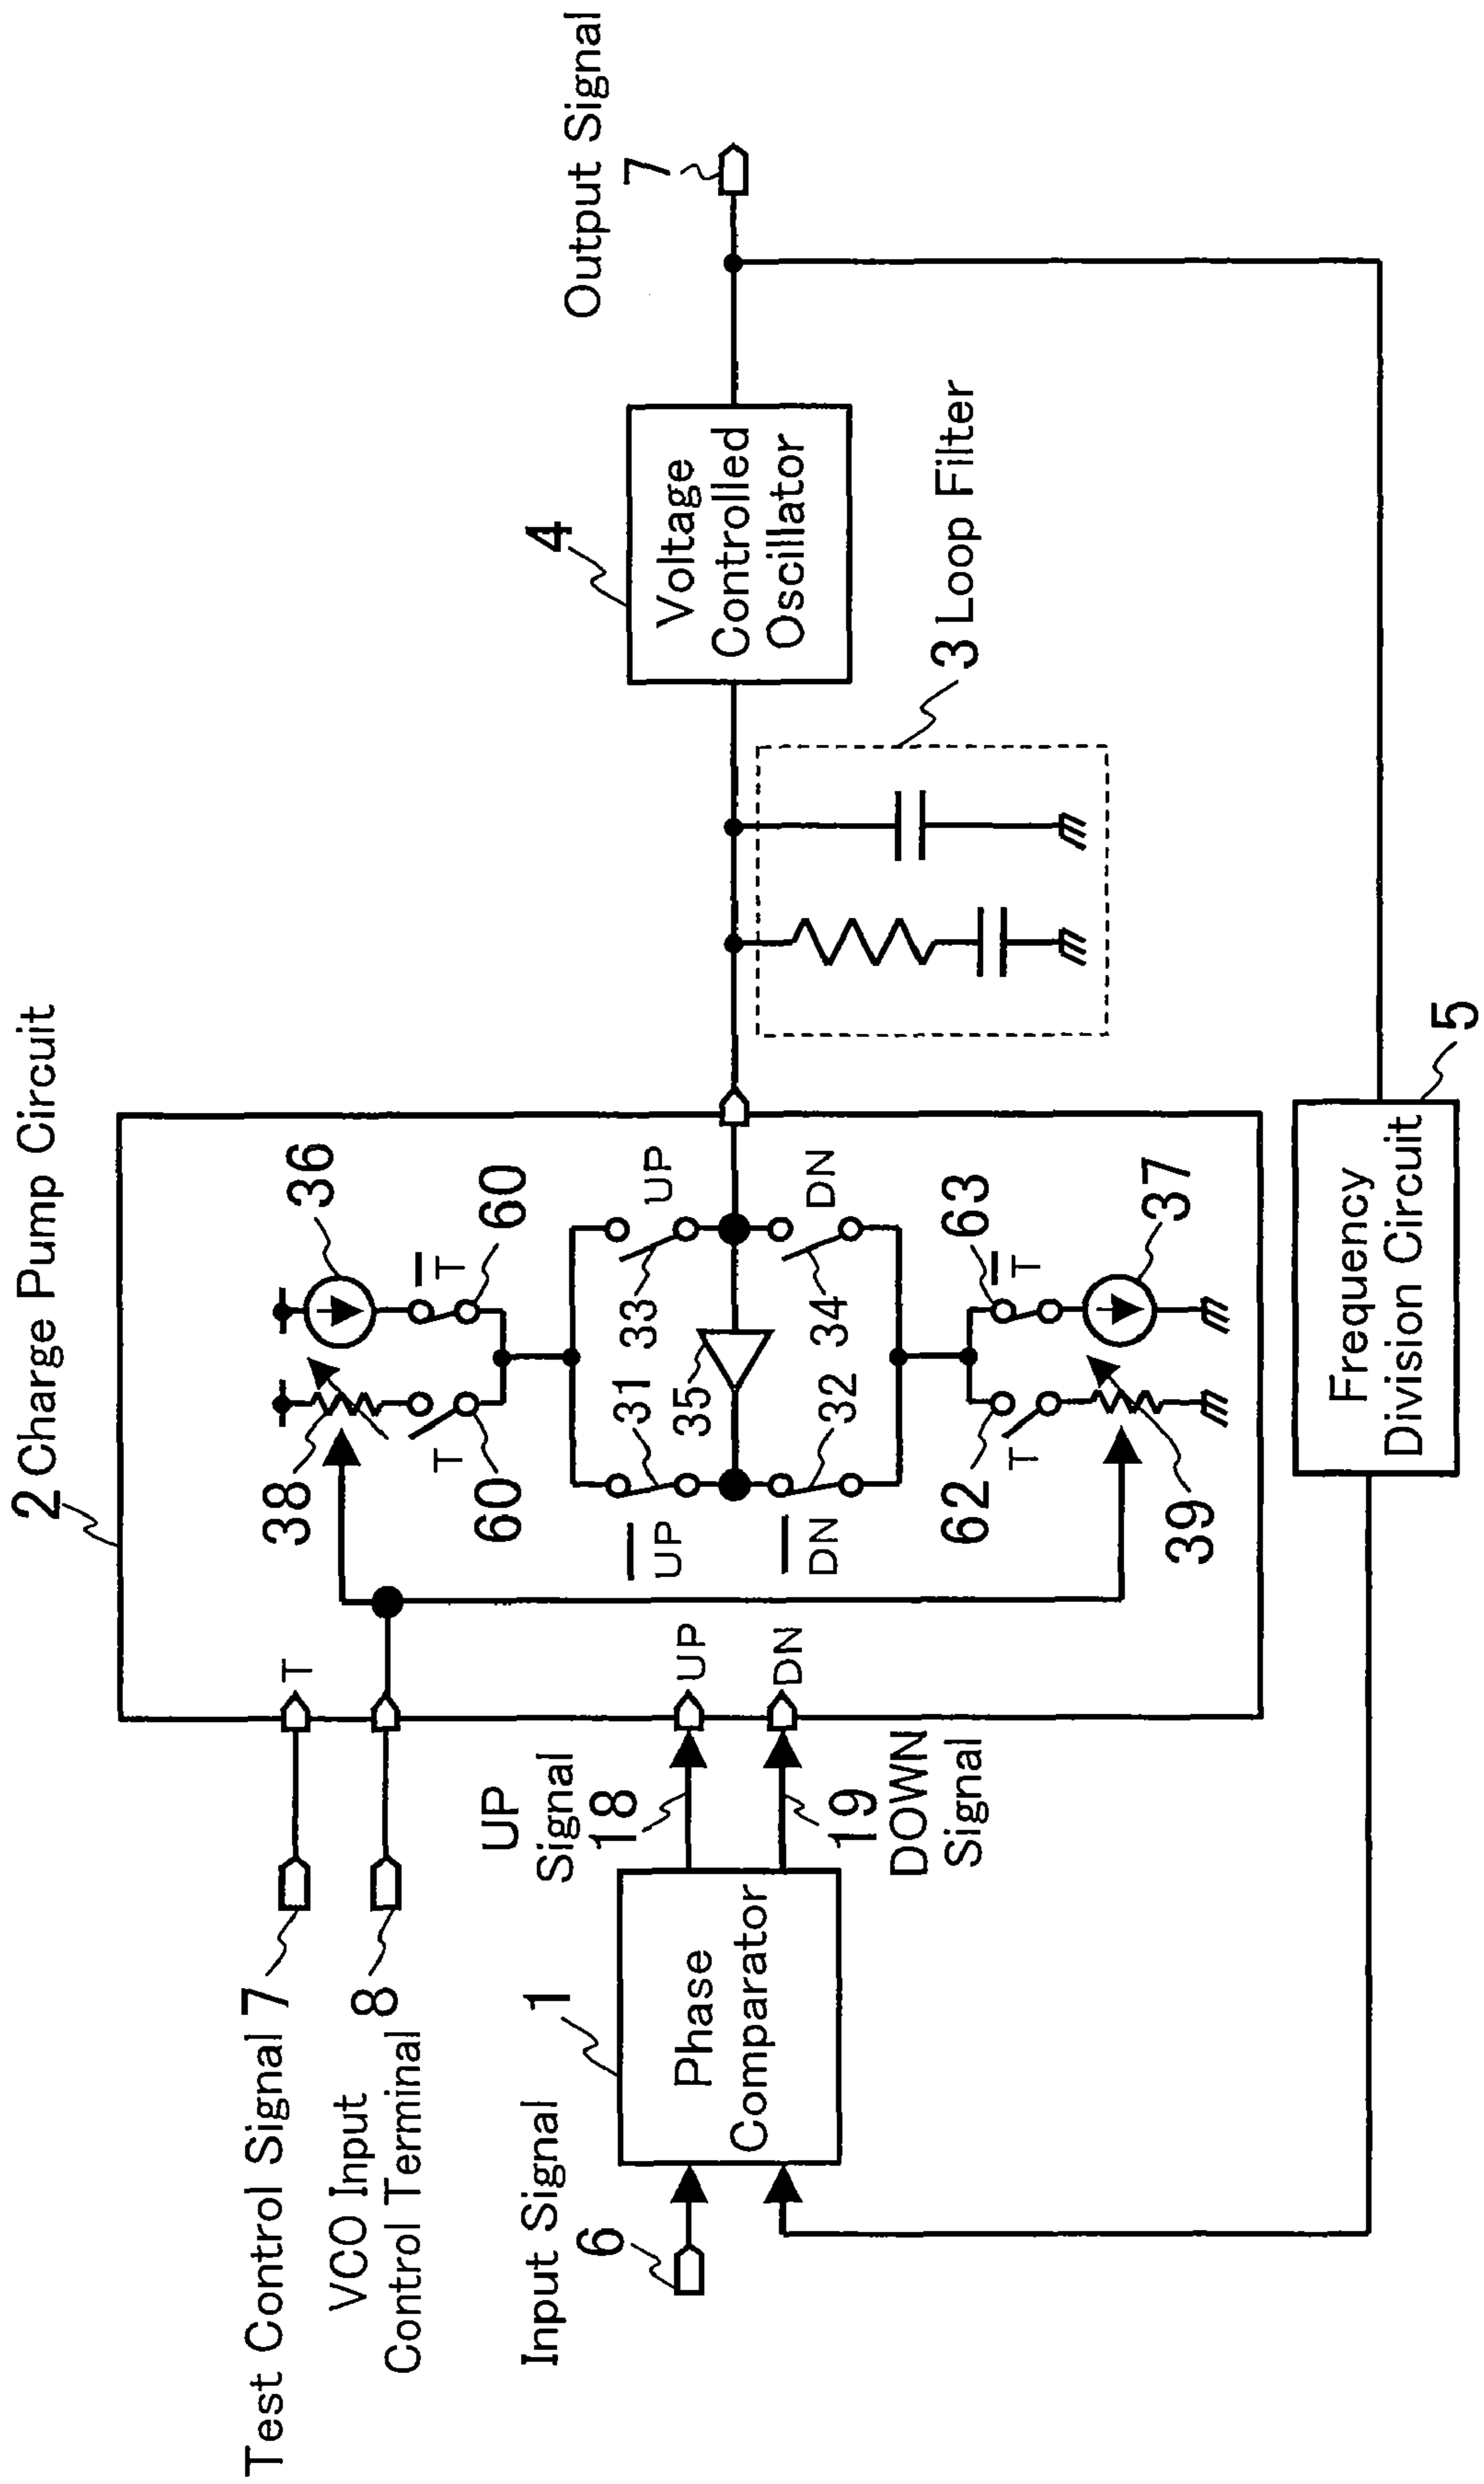 2 Charge Pump Circuit
Test Control Signal 7
VCO Input
Control Terminal
8
T
38
36
T
60
T
60
Input Signal
6
1
Phase
Comparator
UP
Signal
18
19
DOWN
Signal
UP
DN
UP
DN
31
33
UP
35
32
34
DN
62
T
63
T
39
37
3 Loop Filter
4
Voltage
Controlled
Oscillator
Output Signal
7
5
Frequency
Division Circuit